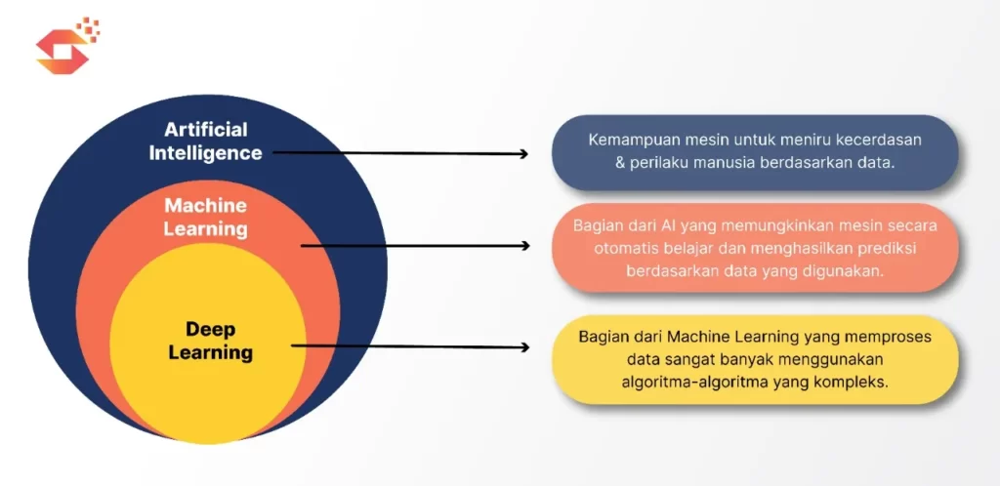 Artificial
Intelligence
Kemampuan mesin untuk meniru kecerdasan
& perilaku manusia berdasarkan data.
Machine
Learning
Bagian dari AI yang memungkinkan mesin secara
otomatis belajar dan menghasilkan prediksi
berdasarkan data yang digunakan.
Deep
Learning
Bagian dari Machine Learning yang memproses
data sangat banyak menggunakan
algoritma-algoritma yang kompleks.